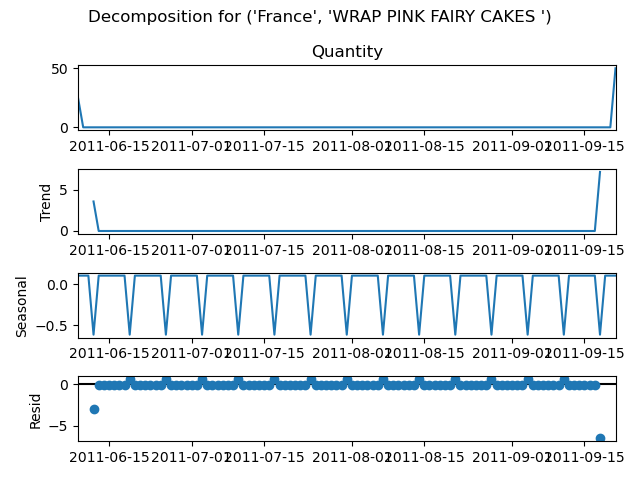 Decomposition for ('France', 'WRAP PINK FAIRY CAKES ')
Quantity
50
0
2011-06-15 2011-07-01 2011-07-15 2011-08-01 2011-08-15 2011-09-01 2011-09-15
Trend
5
0
2011-06-15 2011-07-01 2011-07-15 2011-08-01 2011-08-15 2011-09-01 2011-09-15
Seasonal
0.0
−0.5
2011-06-15 2011-07-01 2011-07-15 2011-08-01 2011-08-15 2011-09-01 2011-09-15
Resid
0
−5
2011-06-15 2011-07-01 2011-07-15 2011-08-01 2011-08-15 2011-09-01 2011-09-15